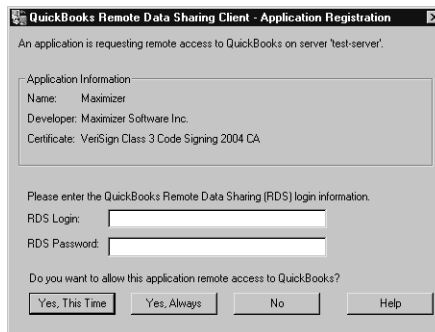 QuickBooks Remote Data Sharing Client - Application Registration
An application is requesting remote access to QuickBooks on server 'test-server'.
Application Information
Name: Maximizer
Developer: Maximizer Software Inc.
Certificate: VeriSign Class 3 Code Signing 2004 CA
Please enter the QuickBooks Remote Data Sharing (RDS) login information.
RDS Login:
RDS Password:
Do you want to allow this application remote access to QuickBooks?
Yes, This Time Yes, Always No Help